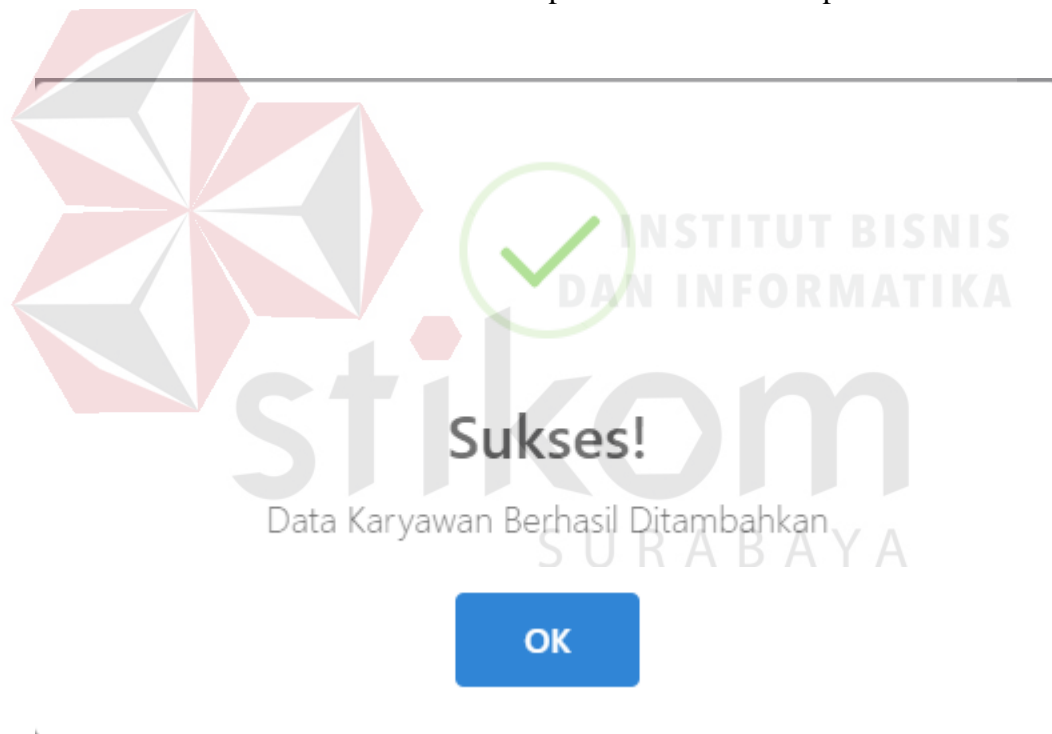 INSTITUT BISNIS
DAN INFORMATIKA
stikom
Sukses!
Data Karyawan Berhasil Ditambahkan
SURABAYA
OK